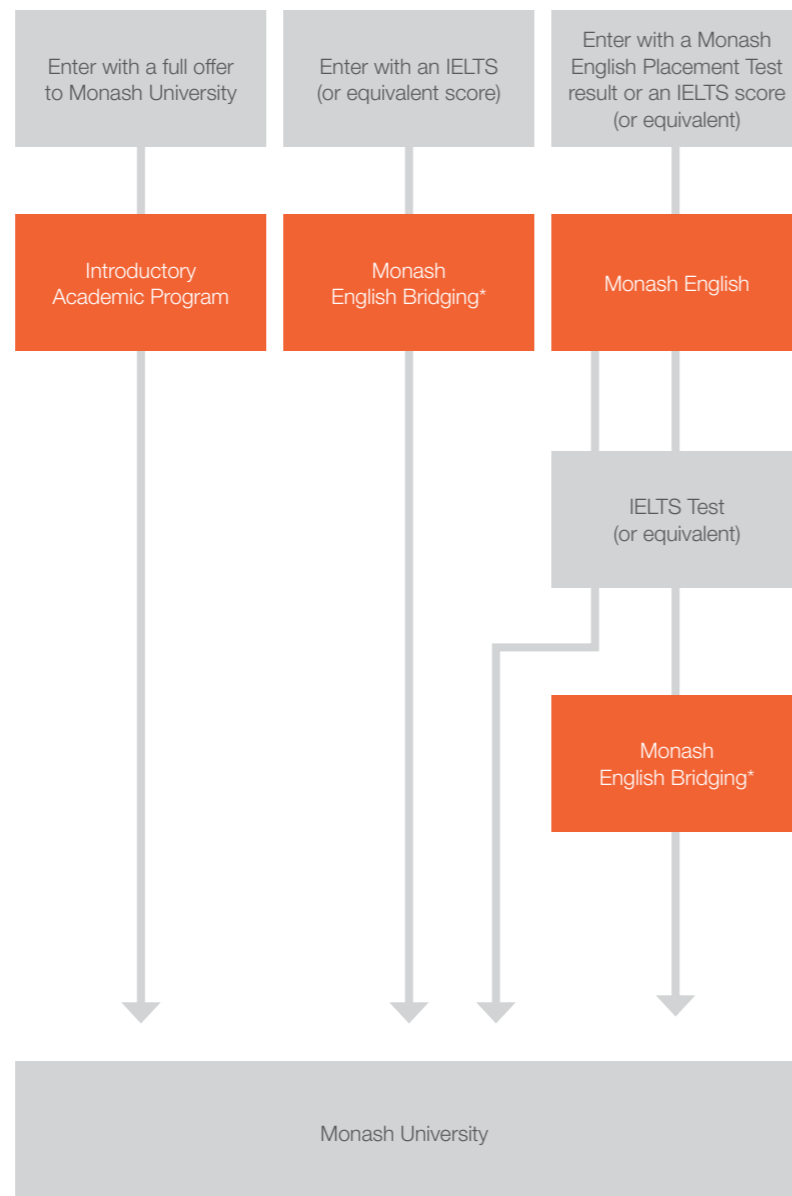 Enter with a full offer
to Monash University
Enter with an IELTS
(or equivalent score)
Enter with a Monash
English Placement Test
result or an IELTS score
(or equivalent)
Introductory
Academic Program
Monash
English Bridging*
Monash English
IELTS Test
(or equivalent)
Monash
English Bridging*
Monash University